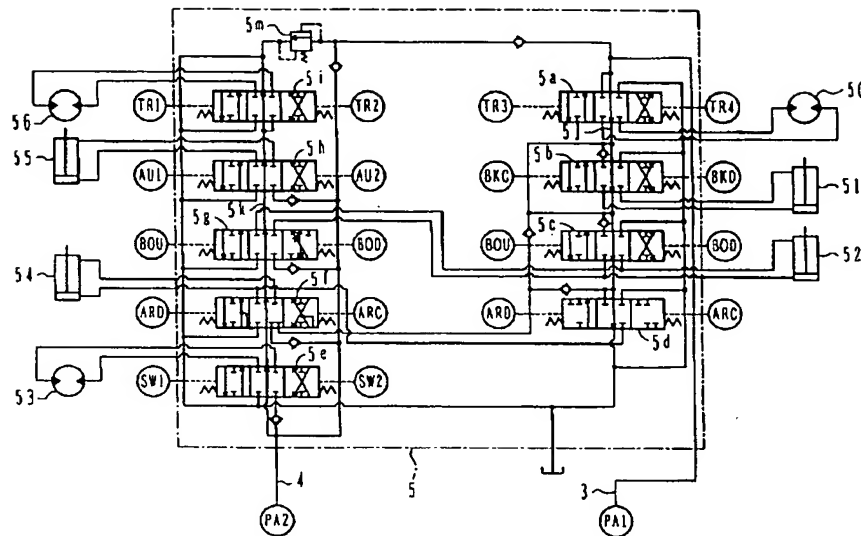 5m
5i
5a
56
TR1
TR2
TR3
TR4
56
55
5j
5h
5b
AU1
AU2
BKC
BKD
51
5k
5g
5c
BOU
BOD
BOU
BOD
52
54
5f
ARD
ARC
ARD
ARC
5d
5e
53
SW1
SW2
4
5
3
PA2
PA1